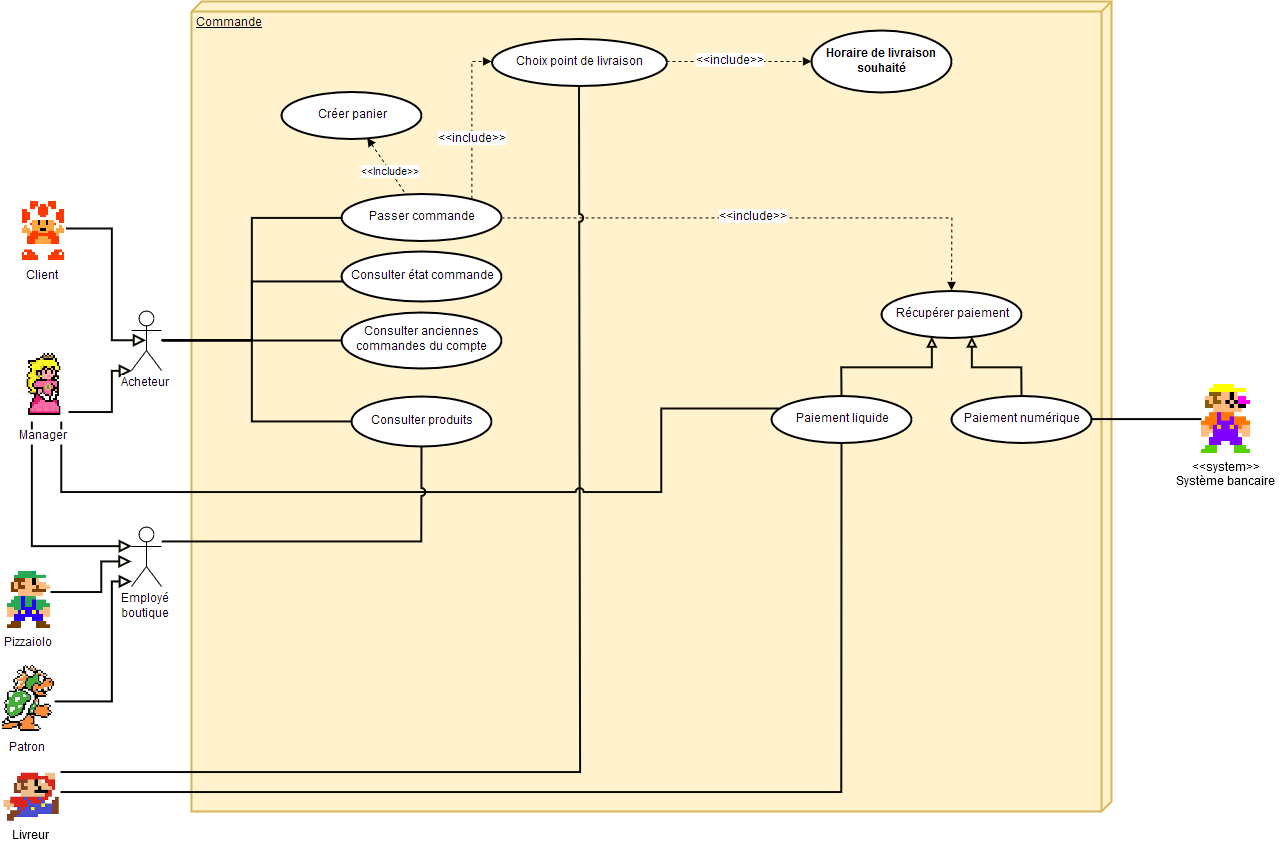 Commande
Choix point de livraison
<<include>>
Horaire de livraison
souhaité
Créer panier
<<include>>
<<Include>>
Passer commande
<<include>>
Client
Consulter état commande
Récupérer paiement
Consulter anciennes
commandes du compte
Acheteur
Manager
Consulter produits
Paiement liquide
Paiement numérique
<<system>>
Système bancaire
Employé
boutique
Pizzaiolo
Patron
Livreur